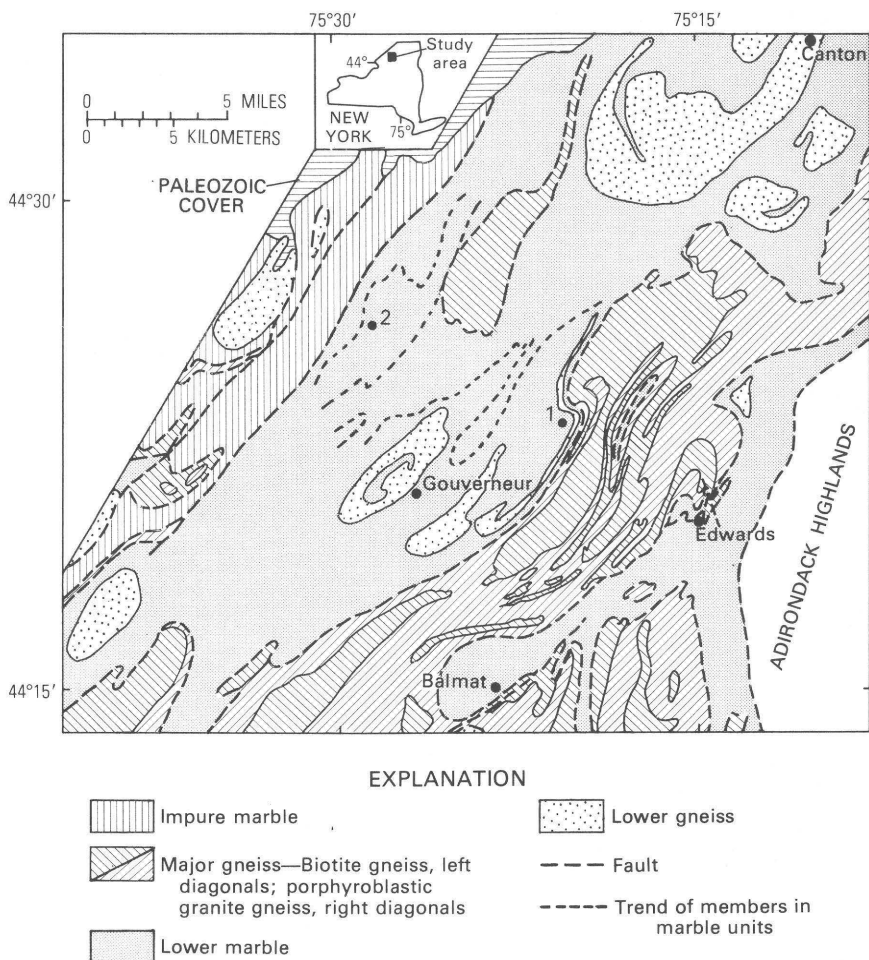 75°30' 75°15'
Study
area
44°
NEW
YORK
75°
Canton
0 5 MILES
0 5 KILOMETERS
PALEOZOIC
COVER
44°30'
2
1
Gouverneur
Edwards
ADIRONDACK HIGHLANDS
Balmat
44°15'
EXPLANATION
Impure marble
Major gneiss—Biotite gneiss, left
diagonals; porphyroblastic
granite gneiss, right diagonals
Lower marble
Lower gneiss
Fault
Trend of members in
marble units